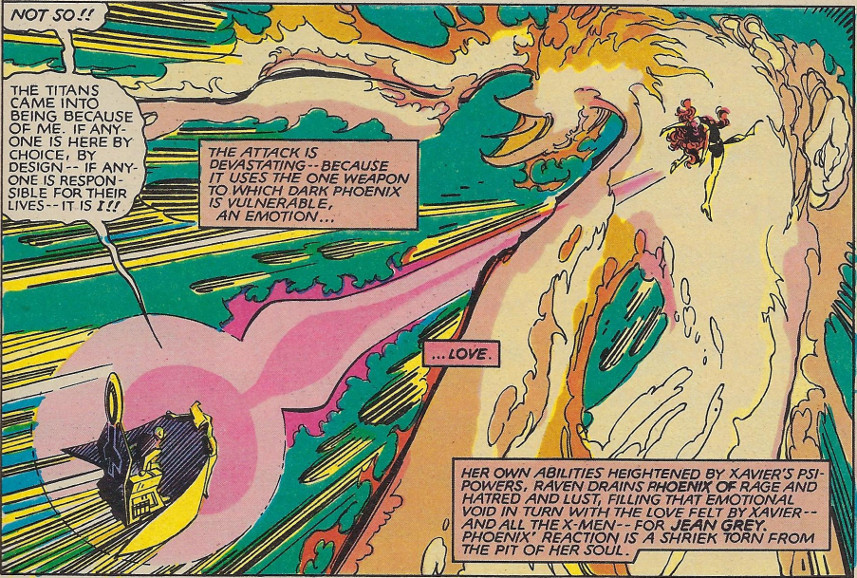 NOT SO!!
THE TITANS
CAME INTO
BEING BECAUSE
OF ME. IF ANY-
ONE IS HERE BY
CHOICE, BY
DESIGN--IF ANY-
ONE IS RESPON-
SIBLE FOR THEIR
LIVES--IT IS I!!
THE ATTACK IS
DEVASTATING--BECAUSE
IT USES THE ONE WEAPON
TO WHICH DARK PHOENIX
IS VULNERABLE,
AN EMOTION...
...LOVE.
HER OWN ABILITIES HEIGHTENED BY XAVIER'S PSI-
POWERS, RAVEN DRAINS PHOENIX OF RAGE AND
HATRED AND LUST, FILLING THAT EMOTIONAL
VOID IN TURN WITH THE LOVE FELT BY XAVIER--
AND ALL THE X-MEN--FOR JEAN GREY.
PHOENIX' REACTION IS A SHRIEK TORN FROM
THE PIT OF HER SOUL.